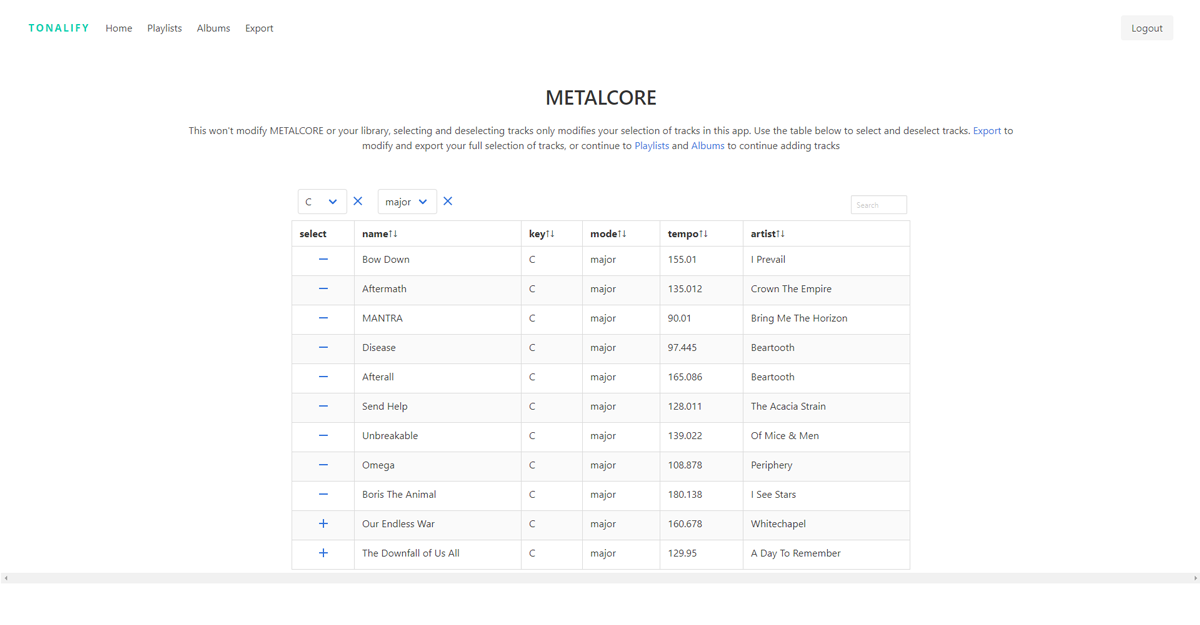 TONALIFY Home Playlists Albums Export Logout
METALCORE
This won't modify METALCORE or your library, selecting and deselecting tracks only modifies your selection of tracks in this app. Use the table below to select and deselect tracks. Export to
modify and export your full selection of tracks, or continue to Playlists and Albums to continue adding tracks
C major Search
select name↑↓ key↑↓ mode↑↓ tempo↑↓ artist↑↓
− Bow Down C major 155.01 I Prevail
− Aftermath C major 135.012 Crown The Empire
− MANTRA C major 90.01 Bring Me The Horizon
− Disease C major 97.445 Beartooth
− Afterall C major 165.086 Beartooth
− Send Help C major 128.011 The Acacia Strain
− Unbreakable C major 139.022 Of Mice & Men
− Omega C major 108.878 Periphery
− Boris The Animal C major 180.138 I See Stars
+ Our Endless War C major 160.678 Whitechapel
+ The Downfall of Us All C major 129.95 A Day To Remember